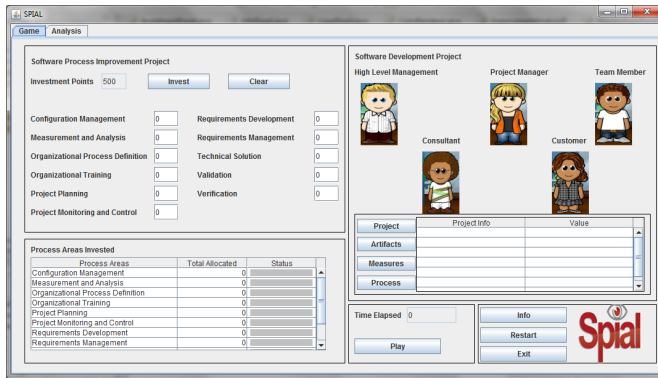 SPIAL
Game Analysis
Software Process Improvement Project
Investment Points 500 Invest Clear
Configuration Management 0 Requirements Development 0
Measurement and Analysis 0 Requirements Management 0
Organizational Process Definition 0 Technical Solution 0
Organizational Training 0 Validation 0
Project Planning 0 Verification 0
Project Monitoring and Control 0
Process Areas Invested
Process Areas Total Allocated Status
Configuration Management 0
Measurement and Analysis 0
Organizational Process Definition 0
Organizational Training 0
Project Planning 0
Project Monitoring and Control 0
Requirements Development 0
Requirements Management 0
Software Development Project
High Level Management Project Manager Team Member
Consultant Customer
Project Project Info Value
Artifacts
Measures
Process
Time Elapsed 0
Play
Info
Restart
Exit
Spial